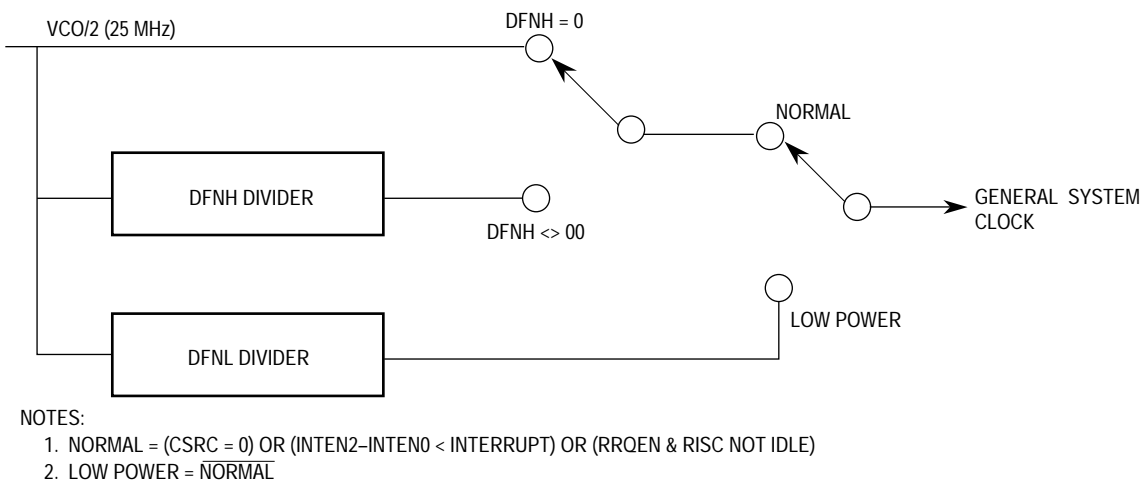 VCO/2 (25 MHz)
DFNH = 0
NORMAL
DFNH DIVIDER
GENERAL SYSTEM
CLOCK
DFNH <> 00
LOW POWER
DFNL DIVIDER
NOTES:
1. NORMAL = (CSRC = 0) OR (INTEN2–INTEN0 < INTERRUPT) OR (RRQEN & RISC NOT IDLE)
2. LOW POWER = N̅O̅R̅M̅A̅L̅